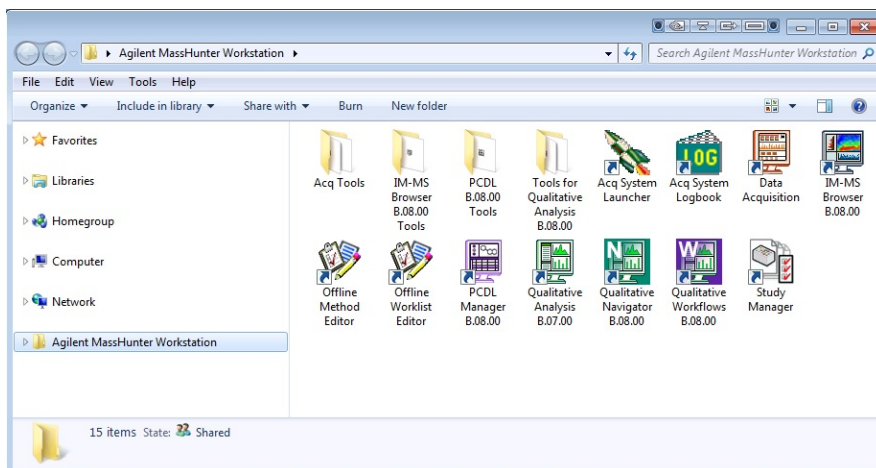 Agilent MassHunter Workstation
Search Agilent MassHunter Workstation
File Edit View Tools Help
Organize Include in library Share with Burn New folder
Favorites
Libraries
Homegroup
Computer
Network
Agilent MassHunter Workstation
Acq Tools
IM-MS
Browser
B.08.00
Tools
PCDL
B.08.00
Tools
Tools for
Qualitative
Analysis
B.08.00
Acq System
Launcher
LOG
Acq System
Logbook
Data
Acquisition
IM-MS
Browser
B.08.00
Offline
Method
Editor
Offline
Worklist
Editor
PCDL
Manager
B.08.00
Qualitative
Analysis
B.07.00
N
Qualitative
Navigator
B.08.00
W
Qualitative
Workflows
B.08.00
Study
Manager
15 items State: Shared